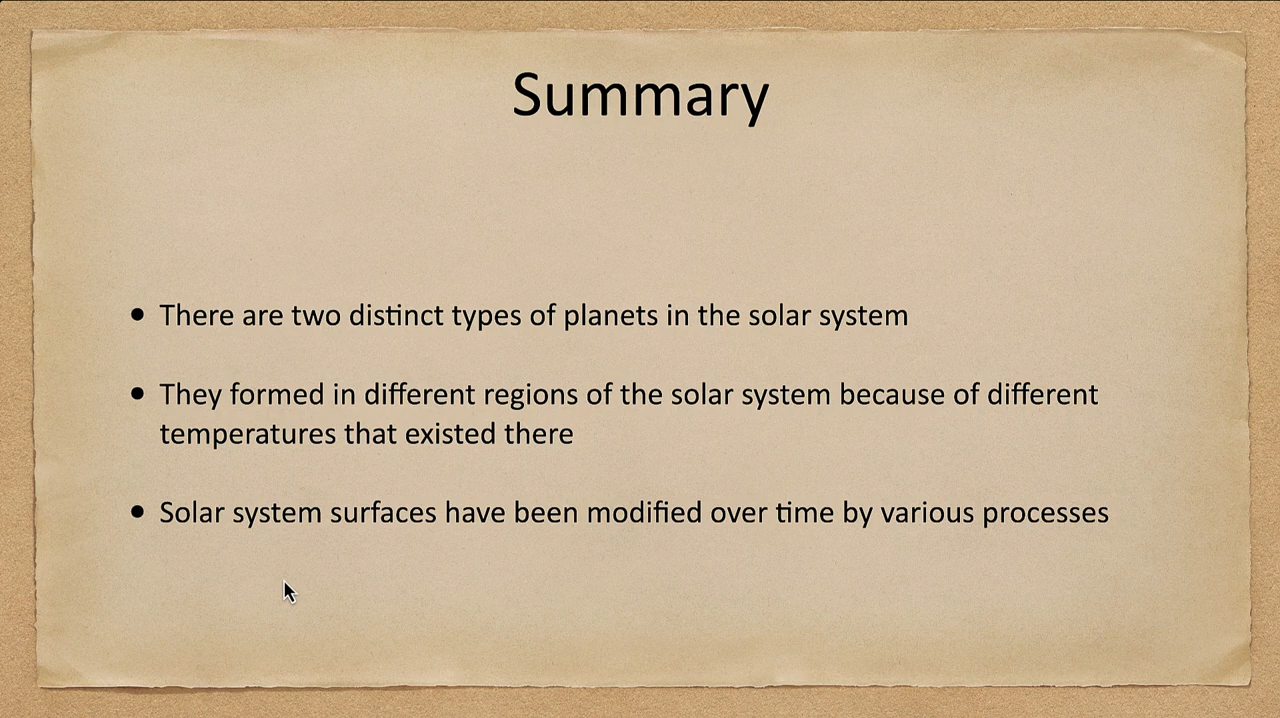 Summary
• There are two distinct types of planets in the solar system
• They formed in different regions of the solar system because of different
temperatures that existed there
• Solar system surfaces have been modified over time by various processes